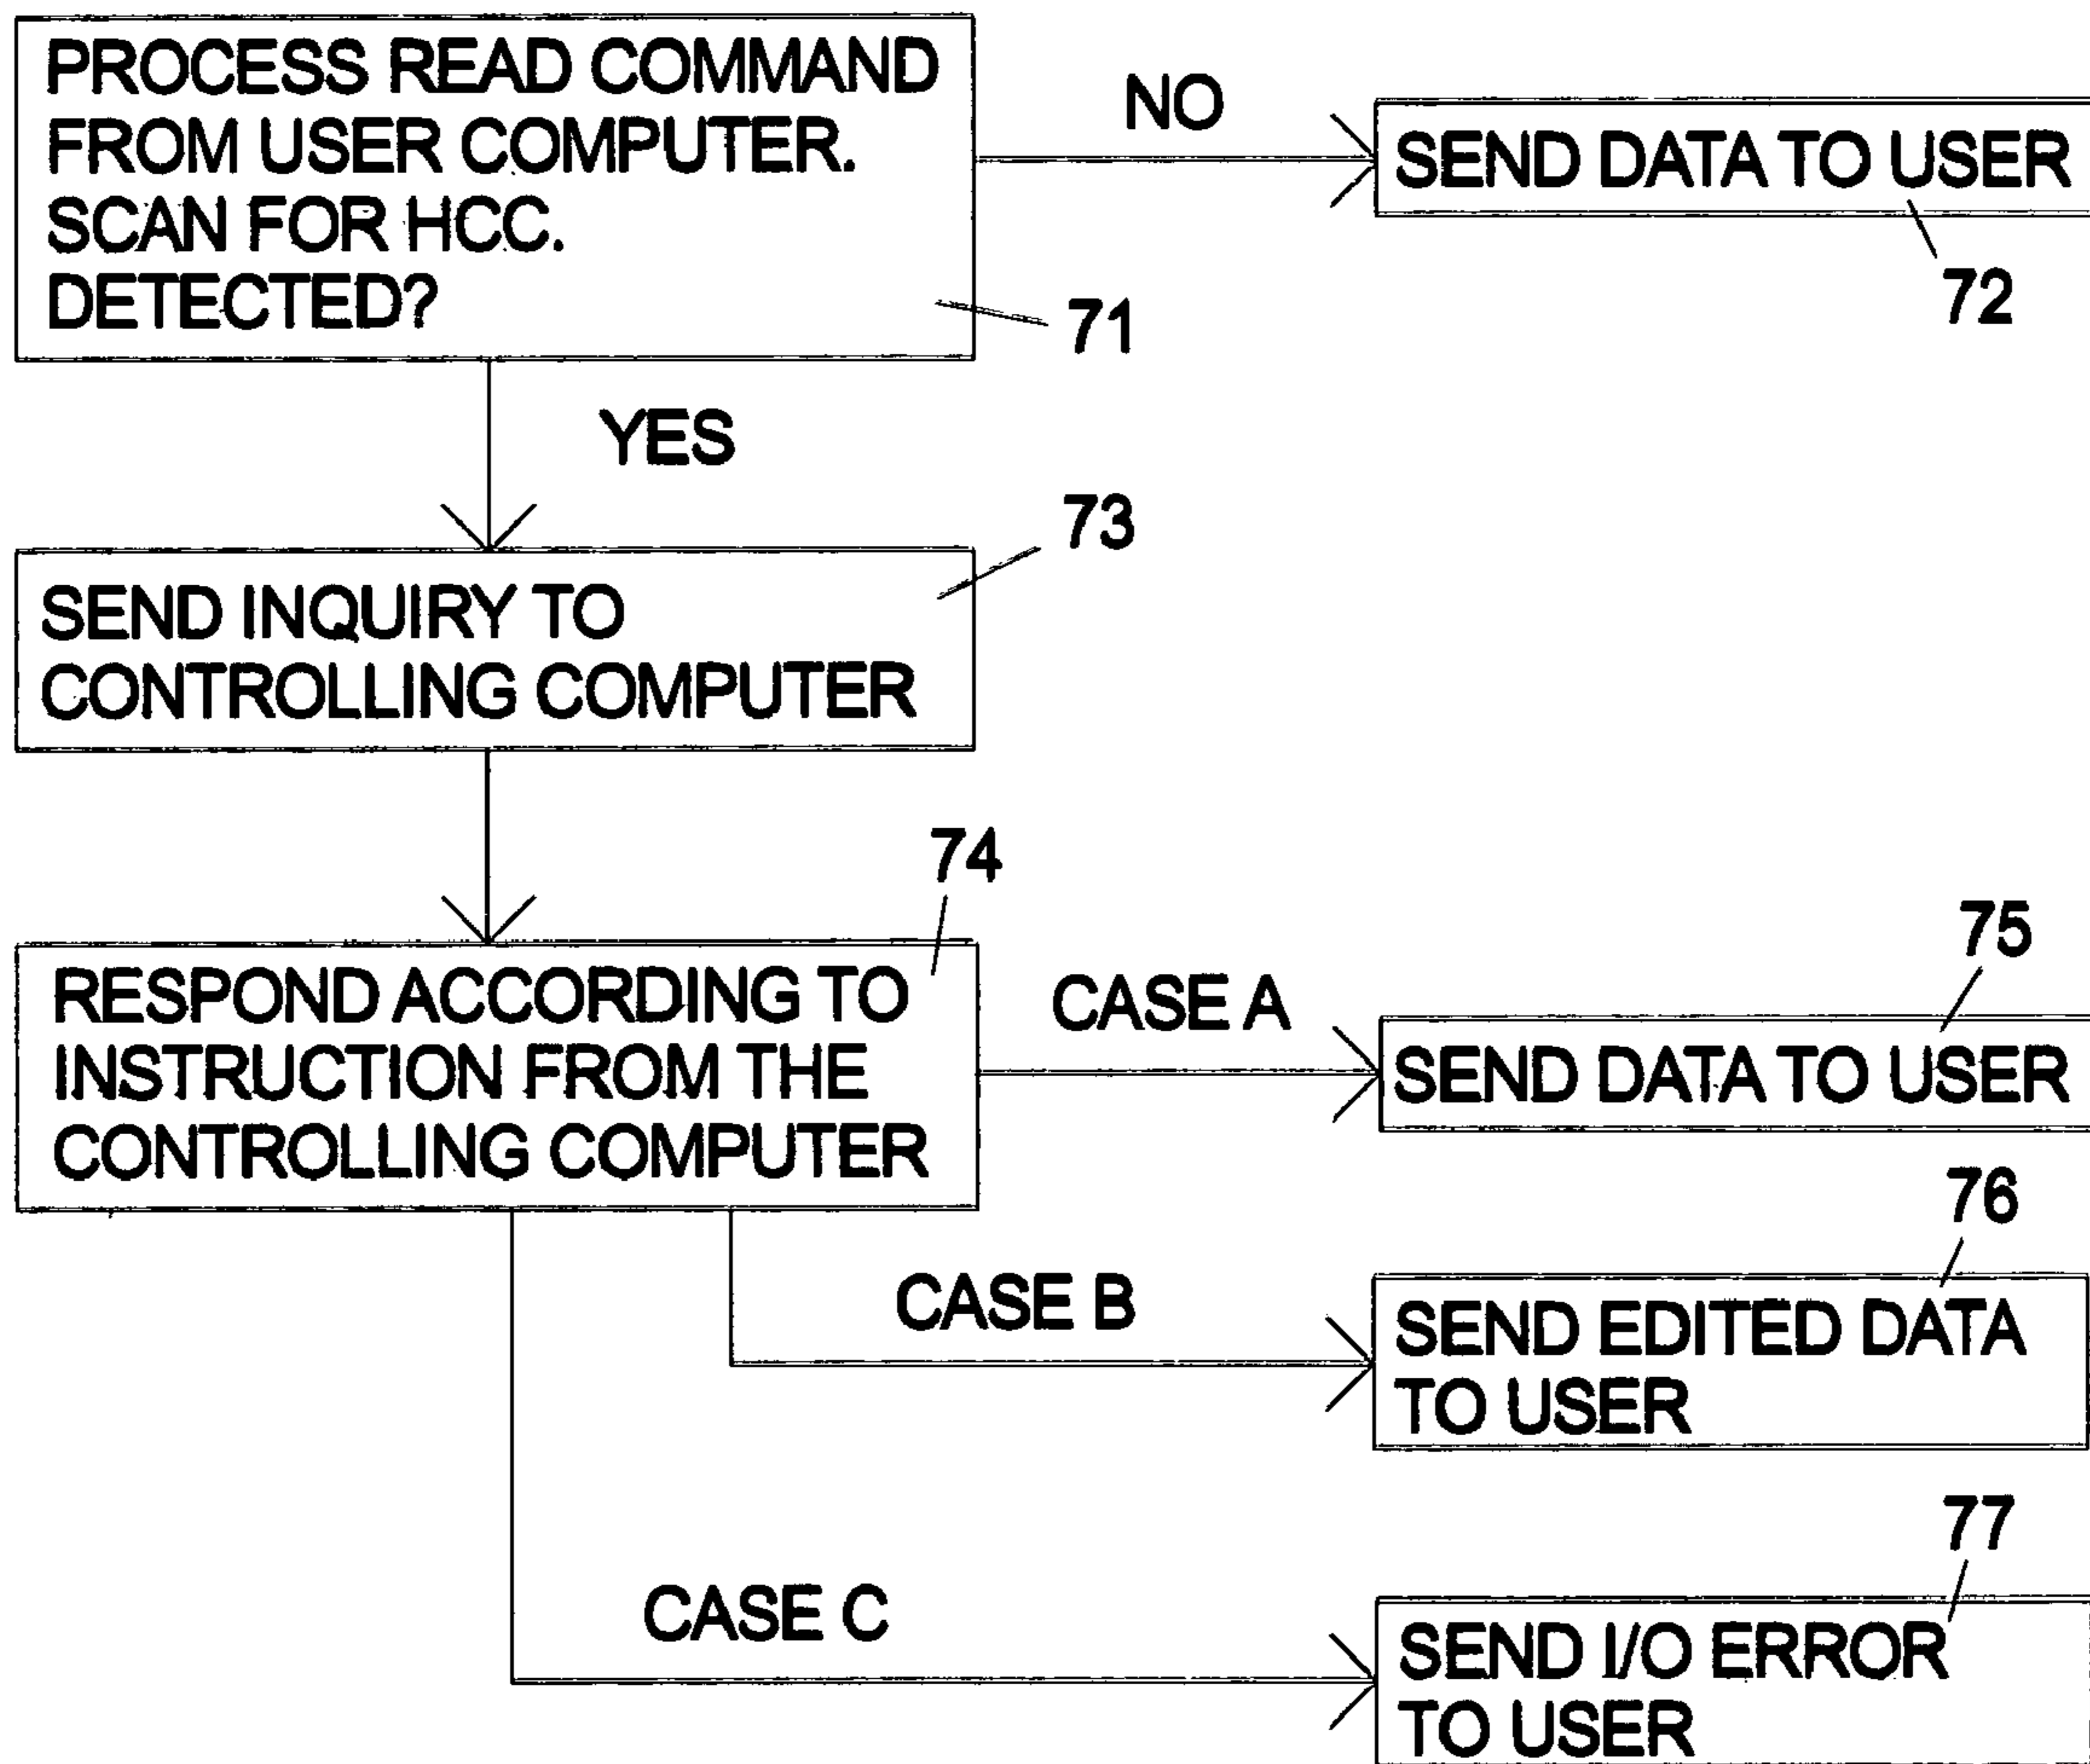 PROCESS READ COMMAND
FROM USER COMPUTER.
SCAN FOR HCC.
DETECTED?
71
NO
SEND DATA TO USER
72
YES
73
SEND INQUIRY TO
CONTROLLING COMPUTER
74
RESPOND ACCORDING TO
INSTRUCTION FROM THE
CONTROLLING COMPUTER
CASE A
75
SEND DATA TO USER
CASE B
76
SEND EDITED DATA
TO USER
CASE C
77
SEND I/O ERROR
TO USER